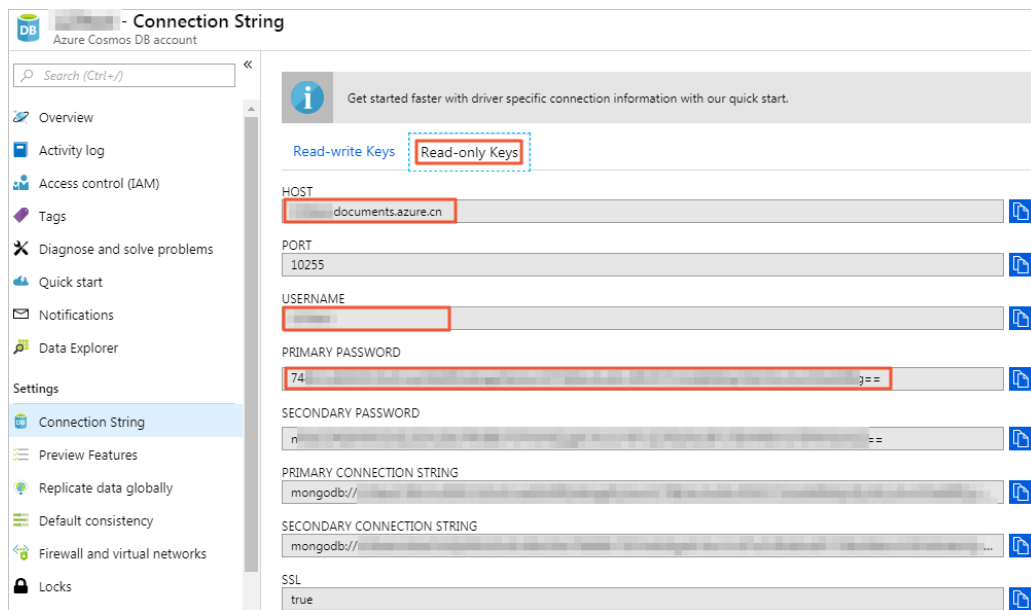 - Connection String
DB
Azure Cosmos DB account
Search (Ctrl+/)
«
Get started faster with driver specific connection information with our quick start.
Overview
Activity log
Access control (IAM)
Tags
Diagnose and solve problems
Quick start
Notifications
Data Explorer
Settings
Connection String
Preview Features
Replicate data globally
Default consistency
Firewall and virtual networks
Locks
Read-write Keys
Read-only Keys
HOST
documents.azure.cn
PORT
10255
USERNAME
PRIMARY PASSWORD
74 g==
SECONDARY PASSWORD
==
PRIMARY CONNECTION STRING
mongodb:// ...
SECONDARY CONNECTION STRING
mongodb:// ...
SSL
true